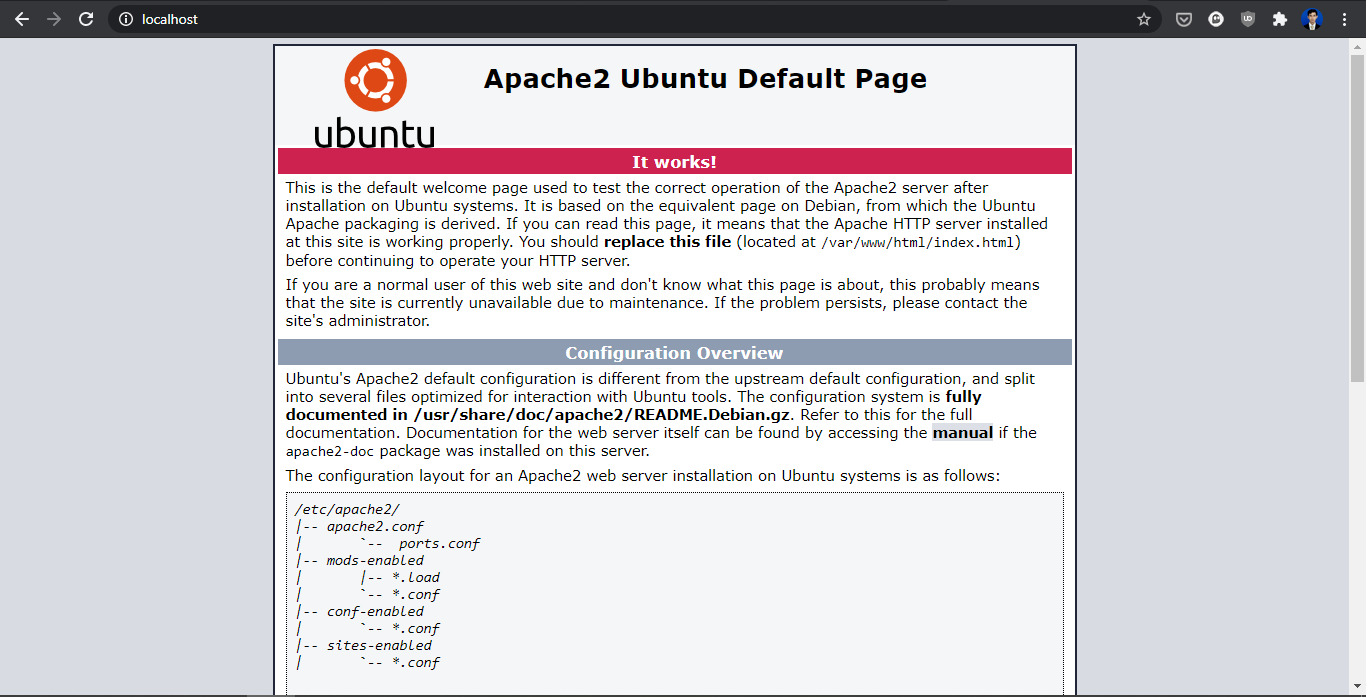 localhost
ubuntu
Apache2 Ubuntu Default Page
It works!
This is the default welcome page used to test the correct operation of the Apache2 server after
installation on Ubuntu systems. It is based on the equivalent page on Debian, from which the Ubuntu
Apache packaging is derived. If you can read this page, it means that the Apache HTTP server installed
at this site is working properly. You should replace this file (located at /var/www/html/index.html)
before continuing to operate your HTTP server.
If you are a normal user of this web site and don't know what this page is about, this probably means
that the site is currently unavailable due to maintenance. If the problem persists, please contact the
site's administrator.
Configuration Overview
Ubuntu's Apache2 default configuration is different from the upstream default configuration, and split
into several files optimized for interaction with Ubuntu tools. The configuration system is fully
documented in /usr/share/doc/apache2/README.Debian.gz. Refer to this for the full
documentation. Documentation for the web server itself can be found by accessing the manual if the
apache2-doc package was installed on this server.
The configuration layout for an Apache2 web server installation on Ubuntu systems is as follows:
/etc/apache2/
|-- apache2.conf
|       `--  ports.conf
|-- mods-enabled
|       |-- *.load
|       `-- *.conf
|-- conf-enabled
|       `-- *.conf
|-- sites-enabled
|       `-- *.conf